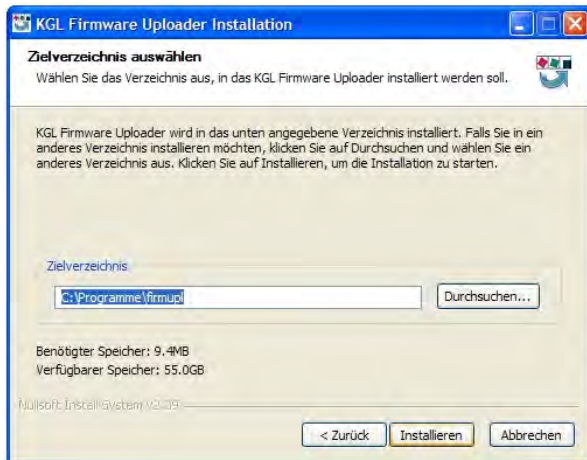 KGL Firmware Uploader Installation
Zielverzeichnis auswählen
Wählen Sie das Verzeichnis aus, in das KGL Firmware Uploader installiert werden soll.
KGL Firmware Uploader wird in das unten angegebene Verzeichnis installiert. Falls Sie in ein
anderes Verzeichnis installieren möchten, klicken Sie auf Durchsuchen und wählen Sie ein
anderes Verzeichnis aus. Klicken Sie auf Installieren, um die Installation zu starten.
Zielverzeichnis
C:\Programme\firmupl
Durchsuchen...
Benötigter Speicher: 9.4MB
Verfügbarer Speicher: 55.0GB
Nullsoft Install System v2.39
< Zurück
Installieren
Abbrechen